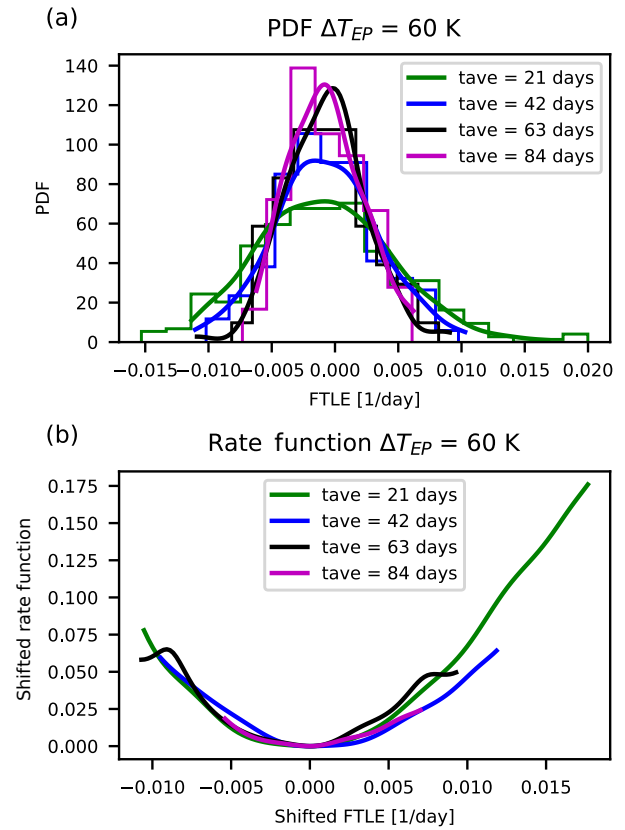 (a)
PDF ΔT_EP = 60 K
PDF
140
120
100
80
60
40
20
0
tave = 21 days
tave = 42 days
tave = 63 days
tave = 84 days
−0.015 −0.010 −0.005 0.000 0.005 0.010 0.015 0.020
FTLE [1/day]
(b)
Rate function ΔT_EP = 60 K
Shifted rate function
0.175
0.150
0.125
0.100
0.075
0.050
0.025
0.000
tave = 21 days
tave = 42 days
tave = 63 days
tave = 84 days
−0.010 −0.005 0.000 0.005 0.010 0.015
Shifted FTLE [1/day]